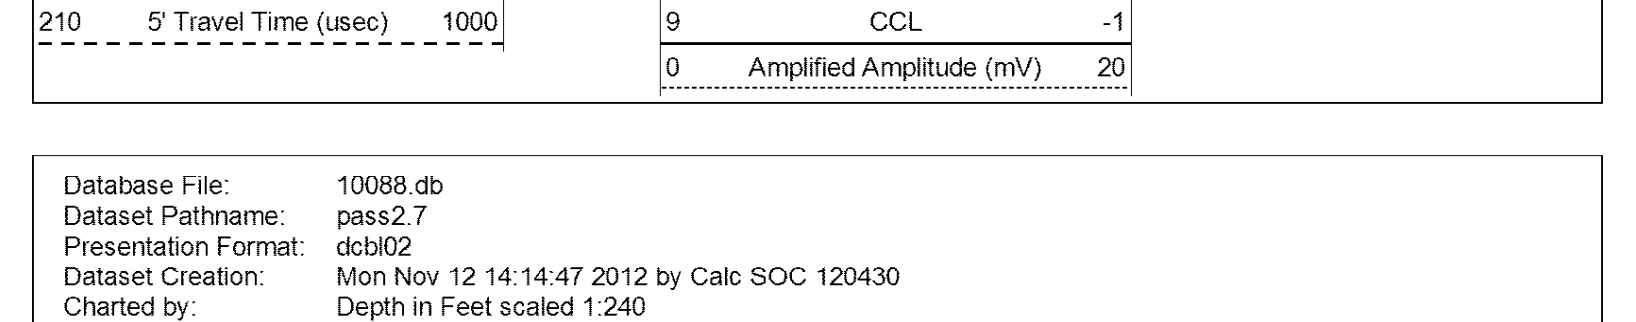 210 5' Travel Time (usec) 1000 9 CCL -1
0 Amplified Amplitude (mV) 20
Database File: 10088.db
Dataset Pathname: pass2.7
Presentation Format: dcbl02
Dataset Creation: Mon Nov 12 14:14:47 2012 by Calc SOC 120430
Charted by: Depth in Feet scaled 1:240